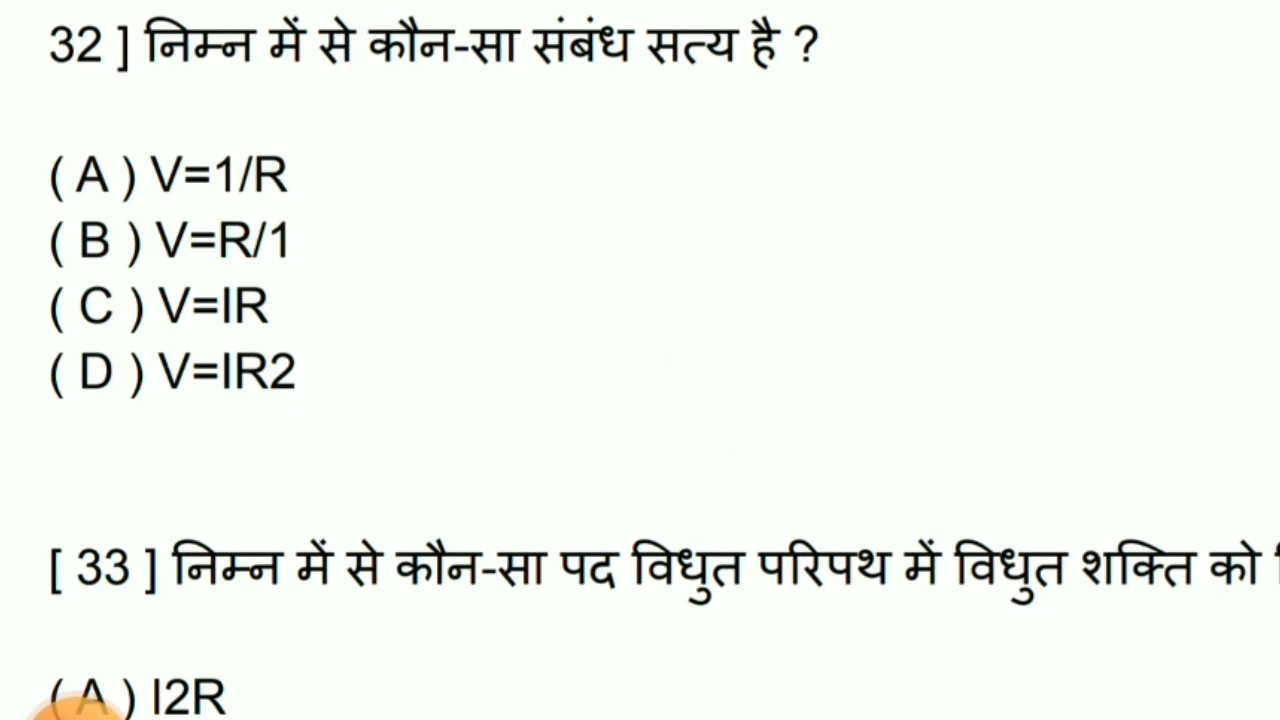 32 ] निम्न में से कौन-सा संबंध सत्य है ?
( A ) V=1/R
( B ) V=R/1
( C ) V=IR
( D ) V=IR2
[ 33 ] निम्न में से कौन-सा पद विधुत परिपथ में विधुत शक्ति को
( A ) I2R